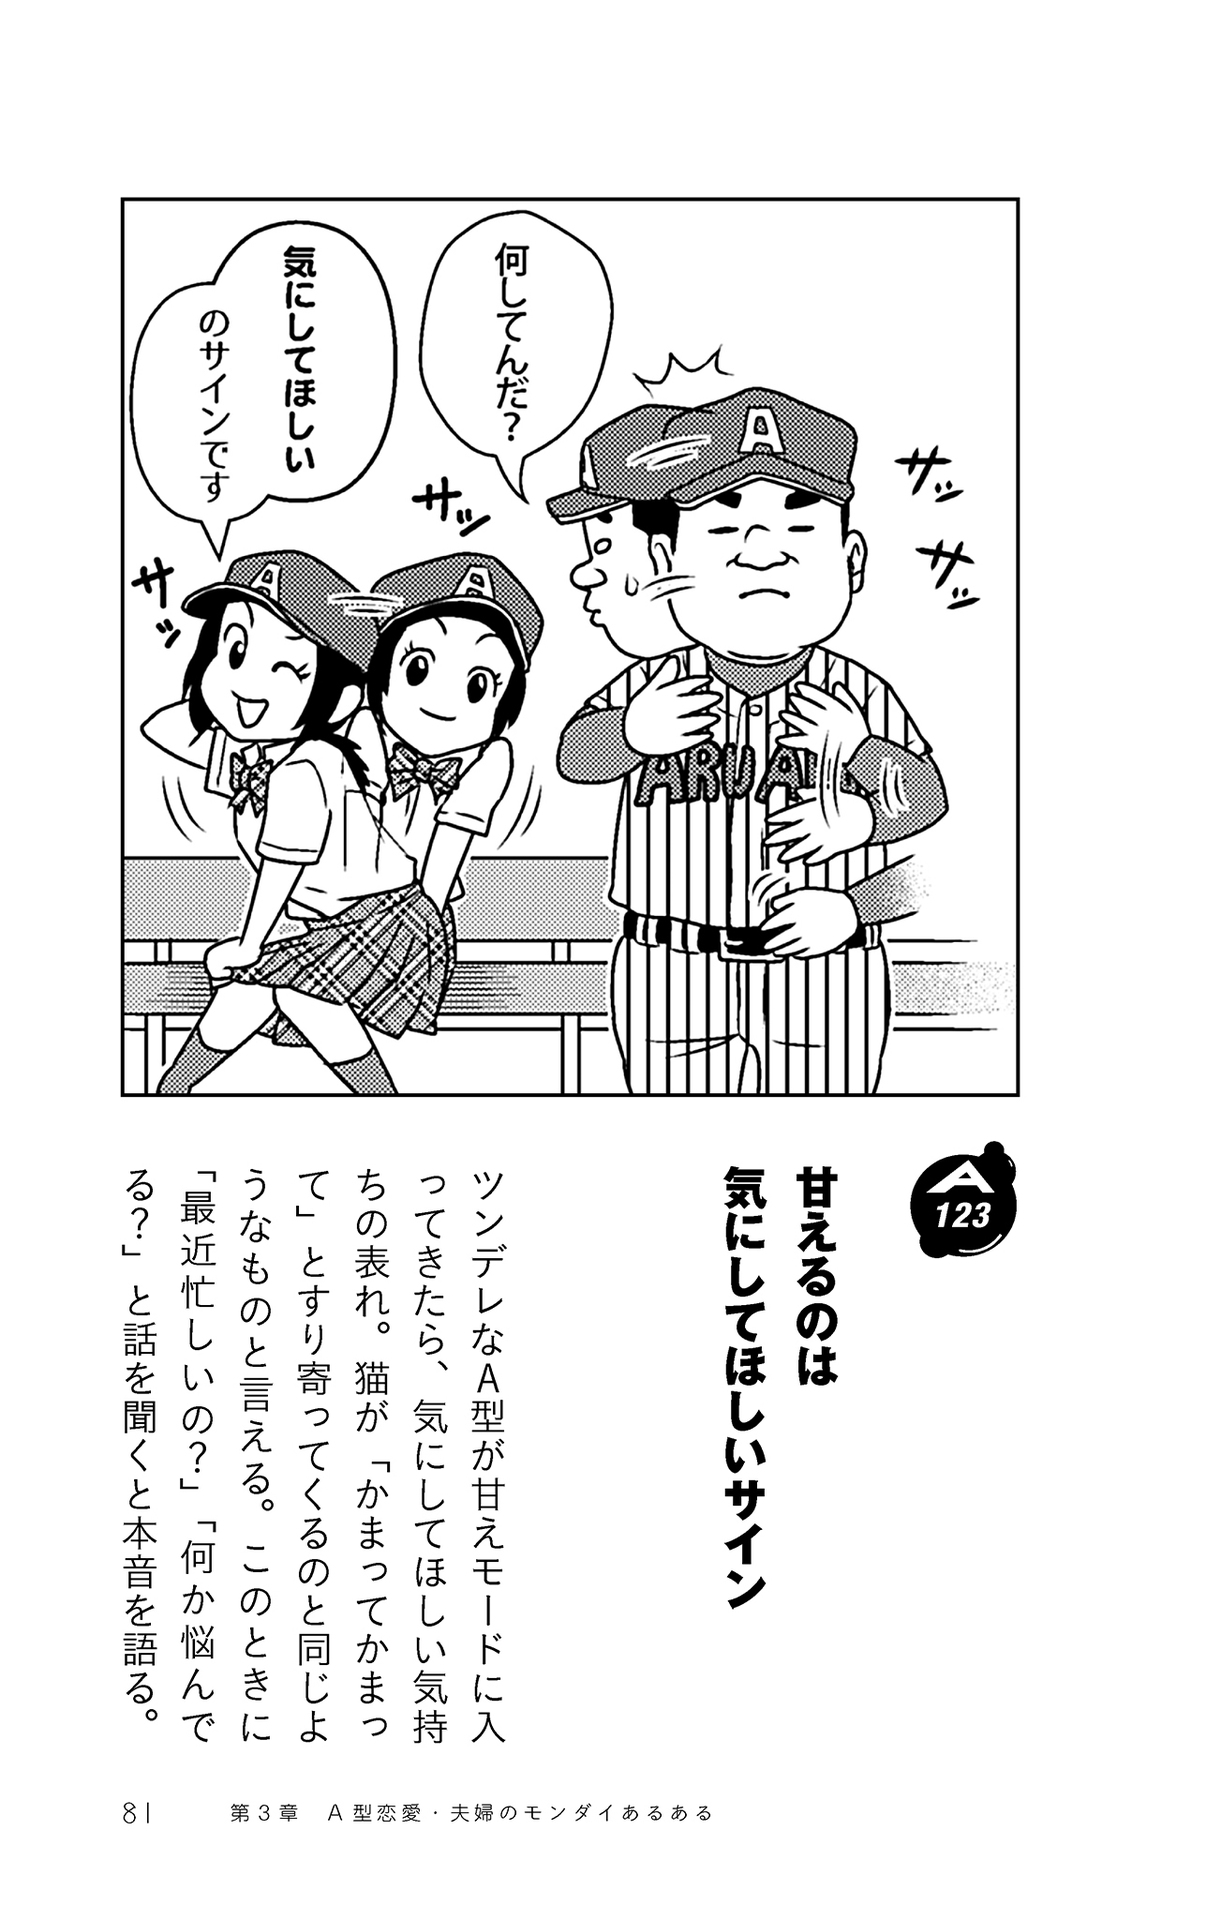 何してんだ？
気にしてほしい
のサインです
サッ
サッ
サッ
サッ
A
A
A
ARUA
A
123
甘えるのは
気にしてほしいサイン
ツンデレなA型が甘えモードに入
ってきたら、気にしてほしい気持
ちの表れ。猫が「かまってかまっ
て」とすり寄ってくるのと同じよ
うなものと言える。このときに
「最近忙しいの？」「何か悩んで
る？」と話を聞くと本音を語る。
81
第3章　A型恋愛・夫婦のモンダイあるある